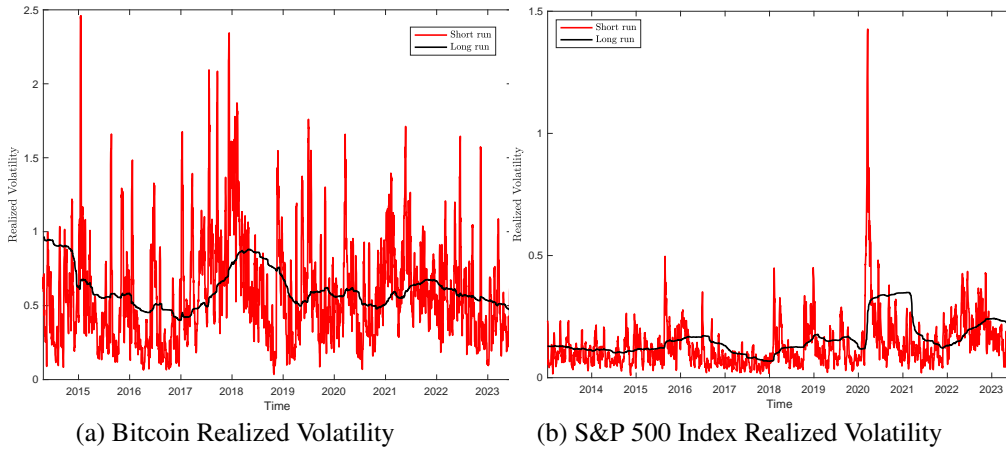 2.5
2
1.5
1
0.5
0
Realized Volatility
Short run
Long run
2015 2016 2017 2018 2019 2020 2021 2022 2023
Time
(a) Bitcoin Realized Volatility
1.5
1
0.5
0
Realized Volatility
Short run
Long run
2014 2015 2016 2017 2018 2019 2020 2021 2022 2023
Time
(b) S&P 500 Index Realized Volatility